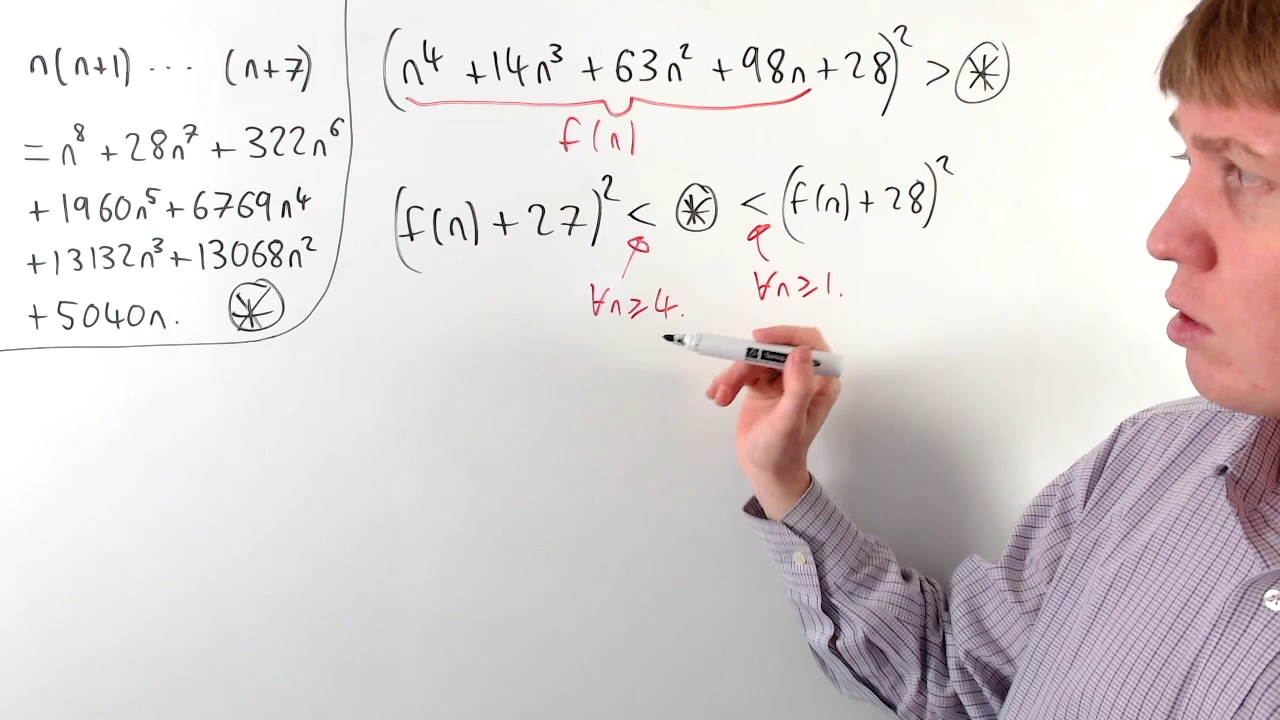 n(n+1) ··· (n+7)
= n⁸ + 28n⁷ + 322n⁶
+ 1960n⁵ + 6769n⁴
+ 13132n³ + 13068n²
+ 5040n. ⊛
(n⁴ + 14n³ + 63n² + 98n + 28)² > ⊛
f(n)
(f(n) + 27)² < ⊛ < (f(n) + 28)²
∀n≥4.
∀n≥1.